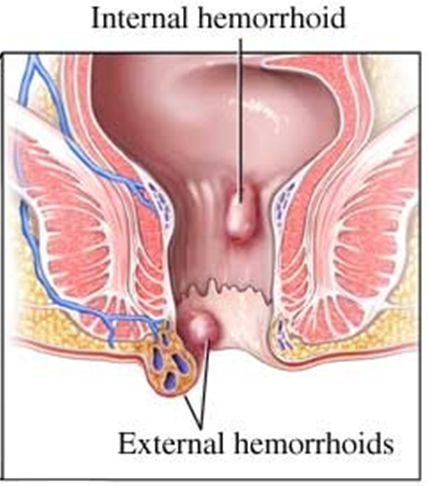 Internal hemorrhoid
External hemorrhoids